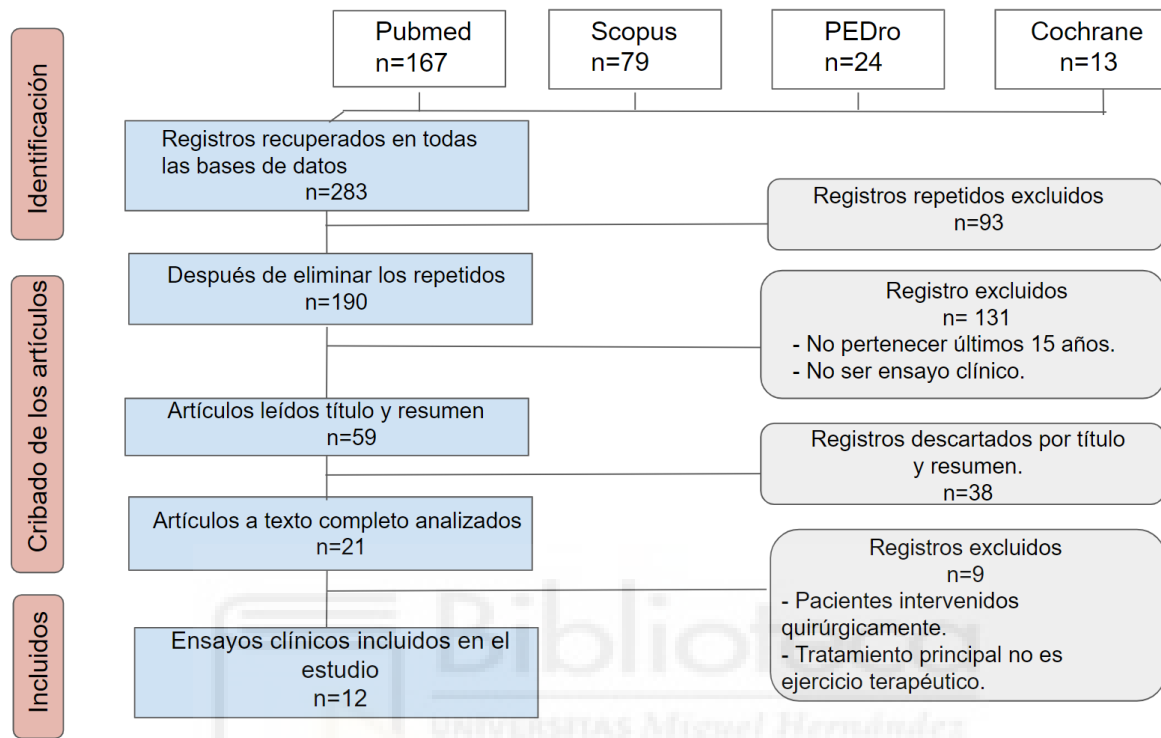 Pubmed
n=167
Scopus
n=79
PEDro
n=24
Cochrane
n=13
Identificación
Registros recuperados en todas
las bases de datos
n=283
Registros repetidos excluidos
n=93
Cribado de los artículos
Después de eliminar los repetidos
n=190
Registro excluidos
n= 131
- No pertenecer últimos 15 años.
- No ser ensayo clínico.
Artículos leídos título y resumen
n=59
Registros descartados por título
y resumen.
n=38
Artículos a texto completo analizados
n=21
Registros excluidos
n=9
- Pacientes intervenidos
quirúrgicamente.
- Tratamiento principal no es
ejercicio terapéutico.
Incluidos
Ensayos clínicos incluidos en el
estudio
n=12
Biblioteca
UNIVERSITAS Miguel Hernández